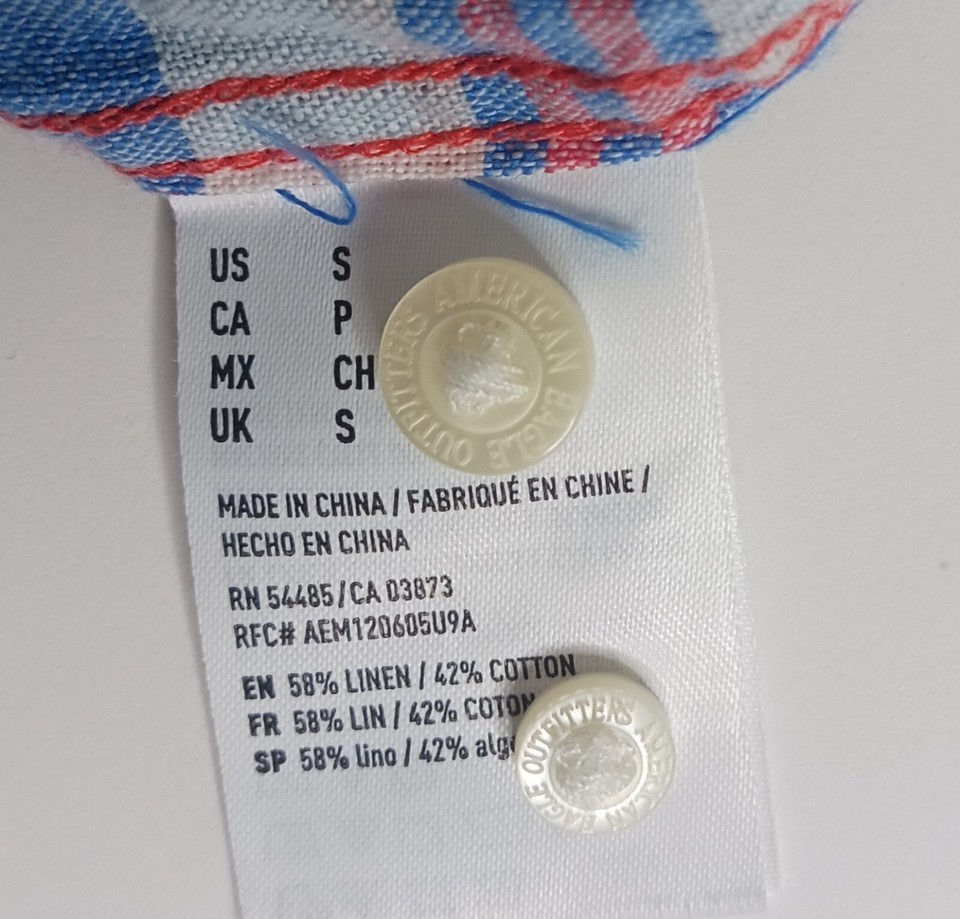 US S
CA P
MX CH
UK S
AMERICAN EAGLE OUTFITTERS
MADE IN CHINA / FABRIQUÉ EN CHINE /
HECHO EN CHINA
RN 54485 / CA 03873
RFC# AEM120605U9A
EN 58% LINEN / 42% COTTON
FR 58% LIN / 42% COTON
SP 58% lino / 42% algo
AMERICAN EAGLE OUTFITTERS